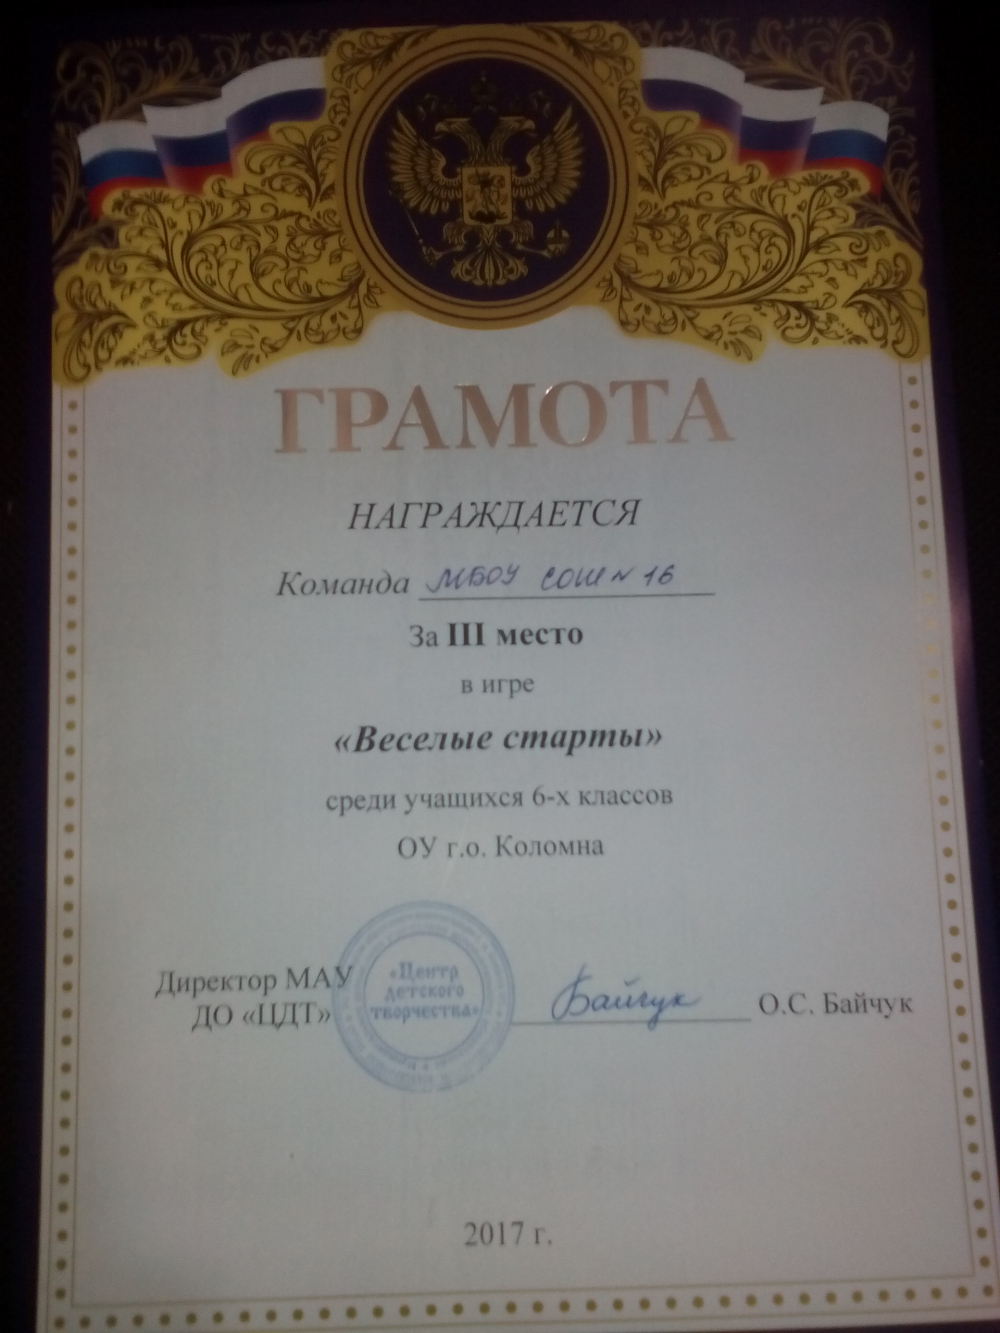 ГРАМОТА
НАГРАЖДАЕТСЯ
Команда МБОУ СОШ N 16
За III место
в игре
«Веселые старты»
среди учащихся 6-х классов
ОУ г.о. Коломна
Директор МАУ
ДО «ЦДТ»
«Центр
детского
творчества»
Байчук
О.С. Байчук
2017 г.